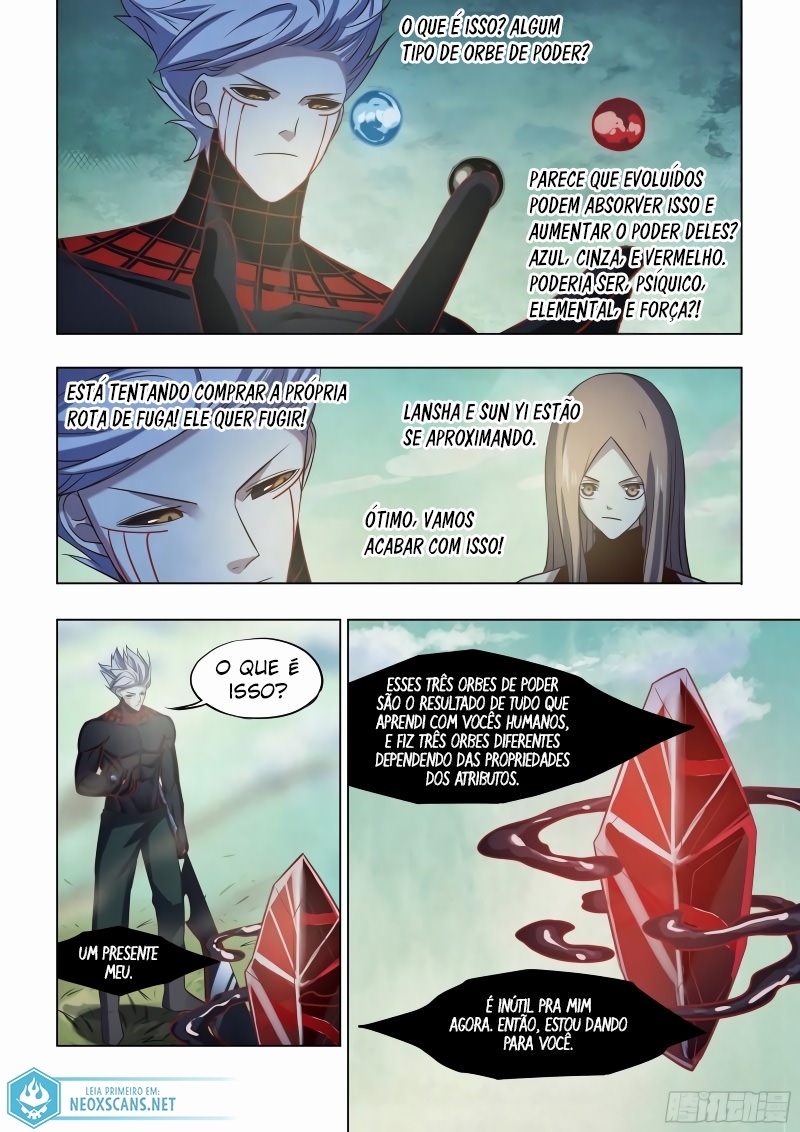 O QUE É ISSO? ALGUM
TIPO DE ORBE DE PODER?
PARECE QUE EVOLUÍDOS
PODEM ABSORVER ISSO E
AUMENTAR O PODER DELES?
AZUL, CINZA, E VERMELHO.
PODERIA SER, PSÍQUICO,
ELEMENTAL, E FORÇA?!
ESTÁ TENTANDO COMPRAR A PRÓPRIA
ROTA DE FUGA! ELE QUER FUGIR!
LANSHA E SUN YI ESTÃO
SE APROXIMANDO.
ÓTIMO, VAMOS
ACABAR COM ISSO!
O QUE É
ISSO?
UM PRESENTE
MEU.
ESSES TRÊS ORBES DE PODER
SÃO O RESULTADO DE TUDO QUE
APRENDI COM VOCÊS HUMANOS,
E FIZ TRÊS ORBES DIFERENTES
DEPENDENDO DAS PROPRIEDADES
DOS ATRIBUTOS.
É INÚTIL PRA MIM
AGORA. ENTÃO, ESTOU DANDO
PARA VOCÊ.
LEIA PRIMEIRO EM:
NEOXSCANS.NET
腾讯动漫